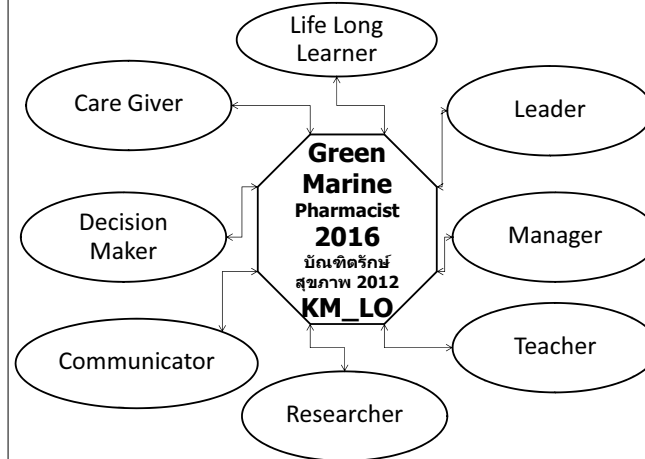 Life Long
Learner
Care Giver
Leader
Green
Marine
Pharmacist
2016
บัณฑิตรักษ์
สุขภาพ 2012
KM_LO
Decision
Maker
Manager
Communicator
Teacher
Researcher